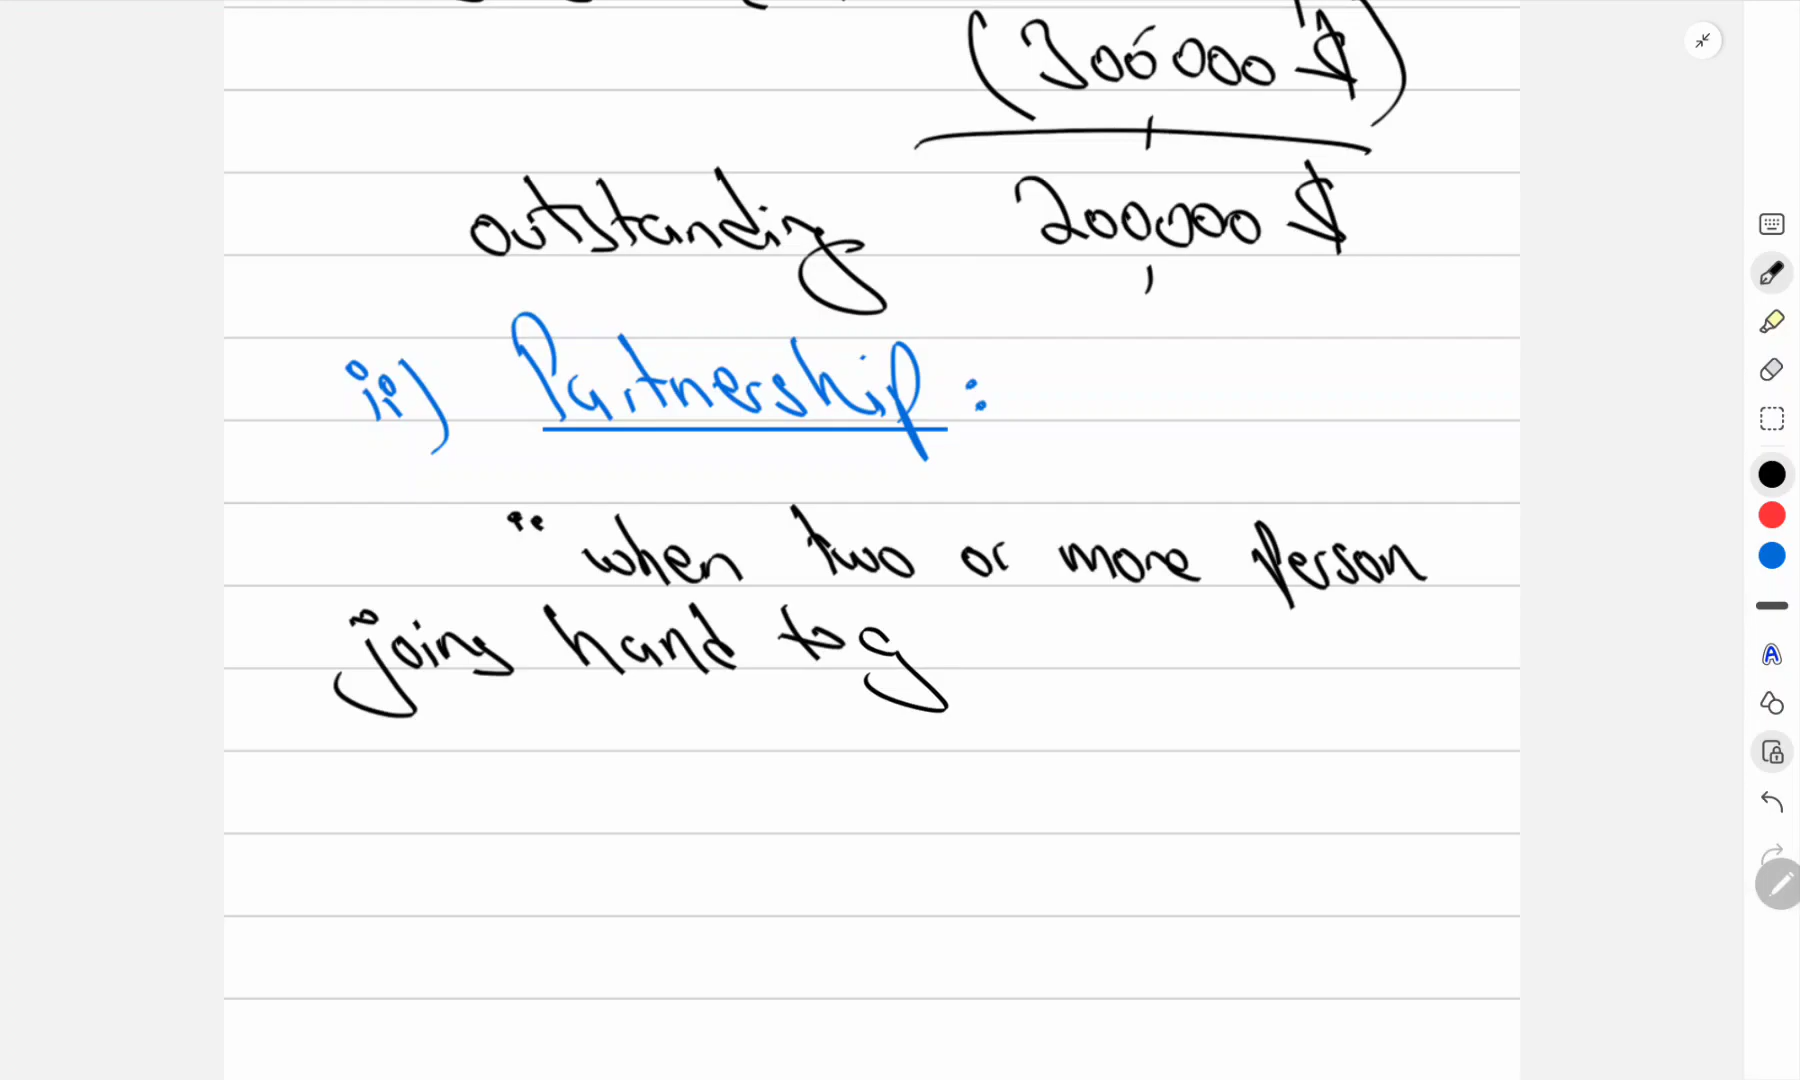 (300,000 $)
outstanding 200,000 $
ii) Partnership :
" when two or more person
joing hand tog